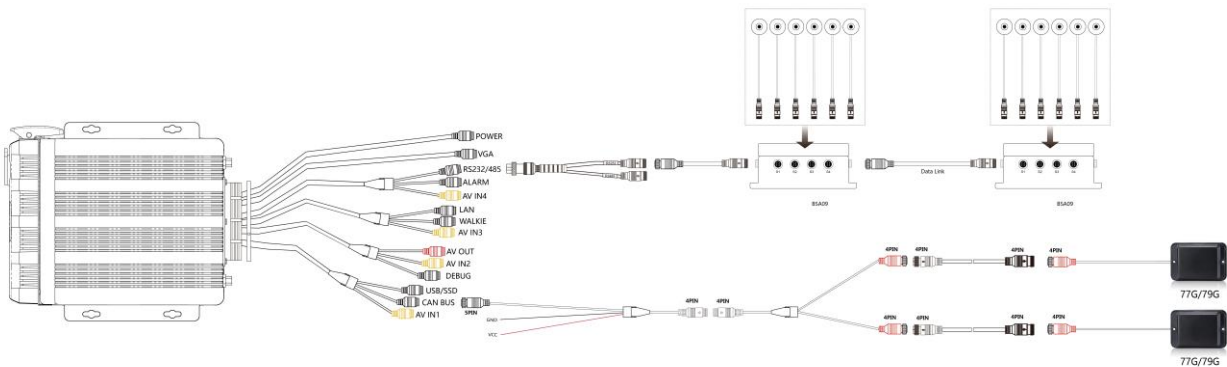 POWER
VGA
RS232/485
ALARM
AV IN4
LAN
WALKIE
AV IN3
AV OUT
AV IN2
DEBUG
USB/SSD
CAN BUS
AV IN1
5PIN
GND
VCC
4PIN 4PIN
Data Link
BSA09
BSA09
4PIN 4PIN 4PIN 4PIN
77G/79G
4PIN 4PIN 4PIN 4PIN
77G/79G